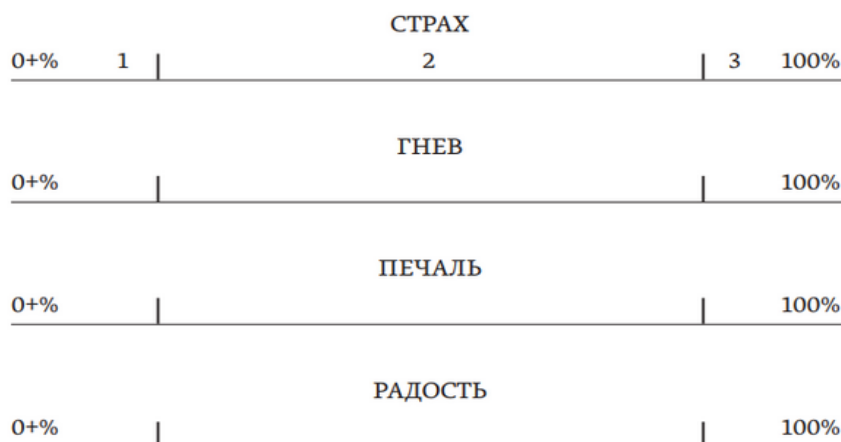 СТРАХ
0+% 1 2 3 100%
ГНЕВ
0+% 100%
ПЕЧАЛЬ
0+% 100%
РАДОСТЬ
0+% 100%